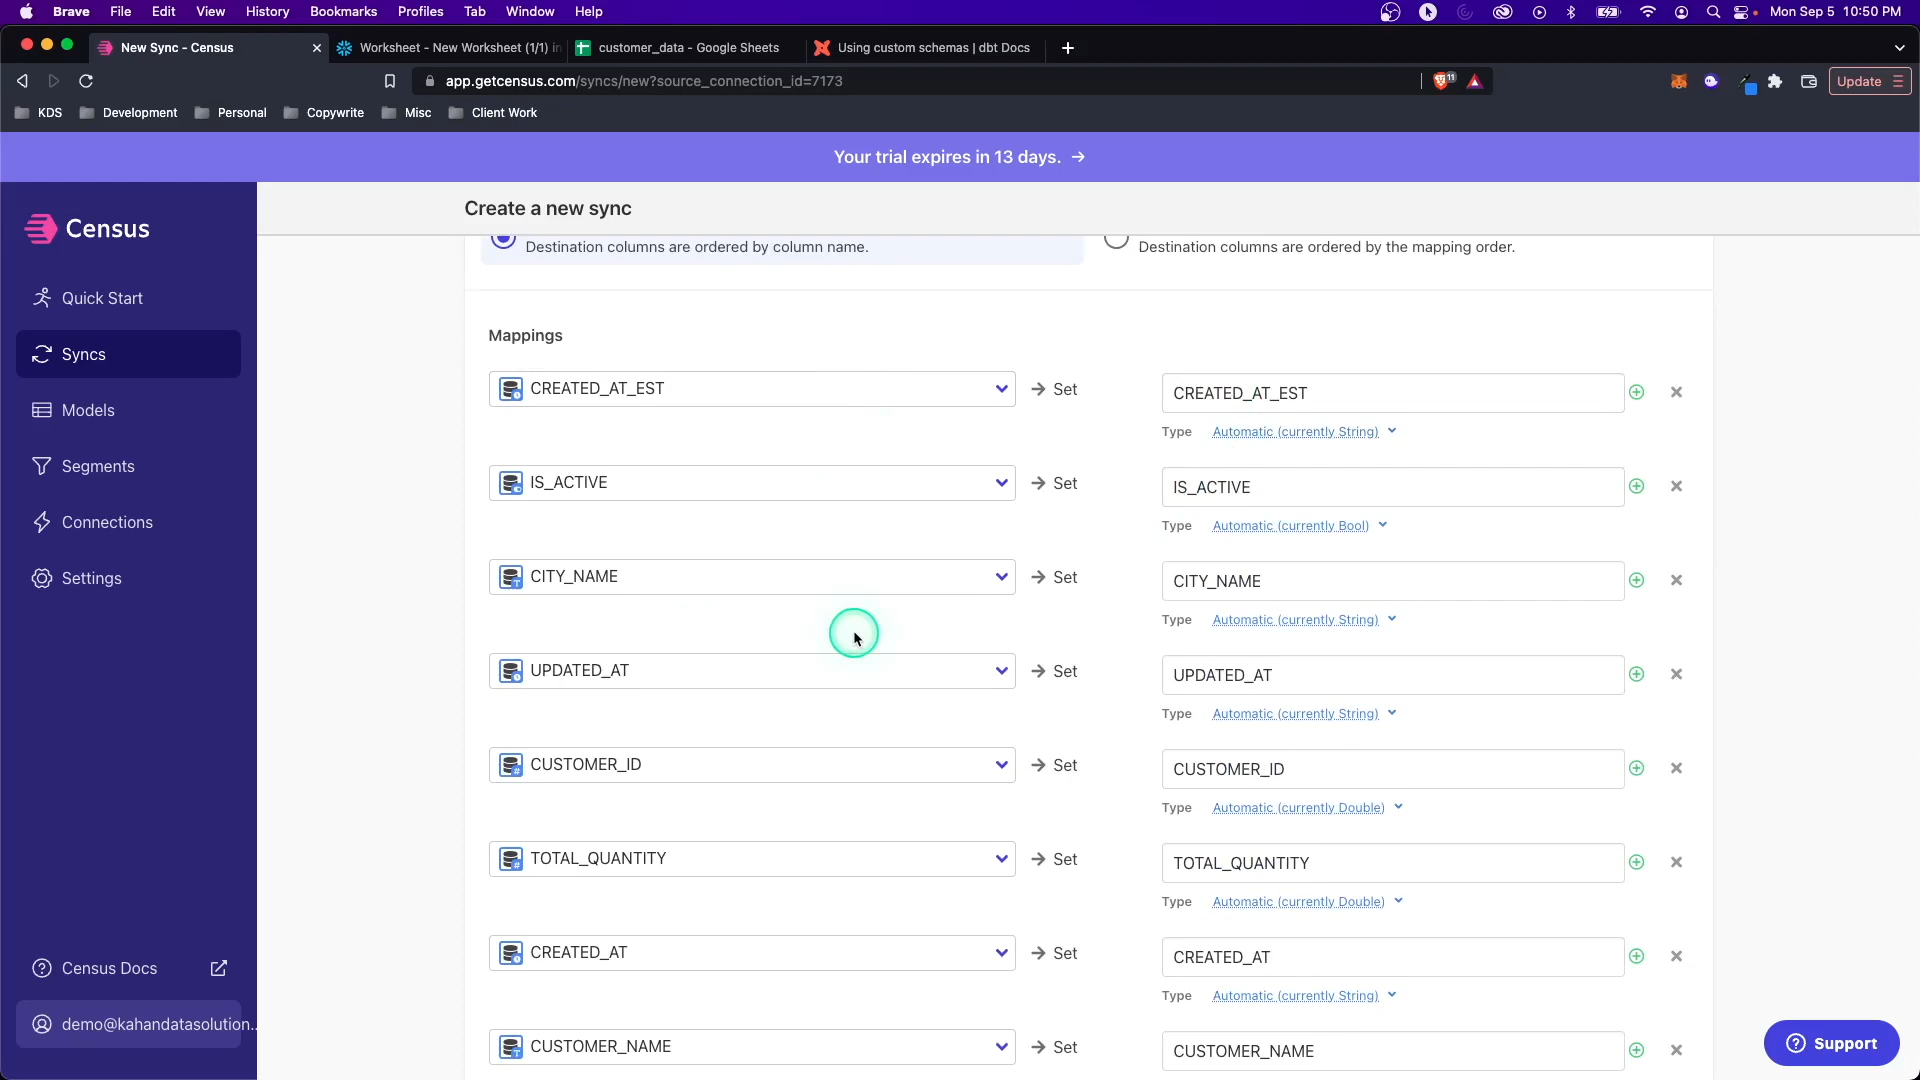 Brave File Edit View History Bookmarks Profiles Tab Window Help Mon Sep 5 10:50 PM
New Sync - Census Worksheet - New Worksheet (1/1) in customer_data - Google Sheets Using custom schemas | dbt Docs
app.getcensus.com/syncs/new?source_connection_id=7173 11 Update
KDS Development Personal Copywrite Misc Client Work
Your trial expires in 13 days. →
Census
Quick Start
Syncs
Models
Segments
Connections
Settings
Census Docs
demo@kahandatasolution...
Create a new sync
Destination columns are ordered by column name. Destination columns are ordered by the mapping order.
Mappings
CREATED_AT_EST → Set CREATED_AT_EST
Type Automatic (currently String)
IS_ACTIVE → Set IS_ACTIVE
Type Automatic (currently Bool)
CITY_NAME → Set CITY_NAME
Type Automatic (currently String)
UPDATED_AT → Set UPDATED_AT
Type Automatic (currently String)
CUSTOMER_ID → Set CUSTOMER_ID
Type Automatic (currently Double)
TOTAL_QUANTITY → Set TOTAL_QUANTITY
Type Automatic (currently Double)
CREATED_AT → Set CREATED_AT
Type Automatic (currently String)
CUSTOMER_NAME → Set CUSTOMER_NAME
Support